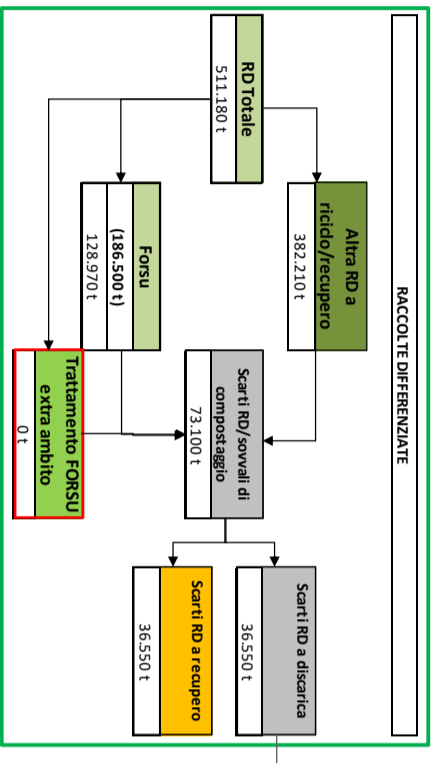 RACCOLTE DIFFERENZIATE
RD Totale
511.180 t
Altra RD a
riciclo/recupero
382.210 t
Forsu
(186.500 t)
128.970 t
Trattamento FORSU
extra ambito
0 t
Scarti RD/sovvali di
compostaggio
73.100 t
Scarti RD a discarica
36.550 t
Scarti RD a recupero
36.550 t